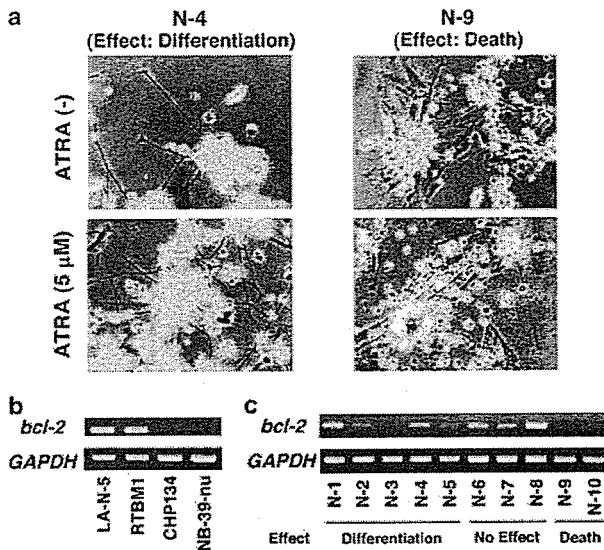 a
N-4
(Effect: Differentiation)
N-9
(Effect: Death)
ATRA (-)
ATRA (5 μM)
b
bcl-2
GAPDH
LA-N-5
RTBM1
CHP134
NB-39-nu
c
bcl-2
GAPDH
N-1
N-2
N-3
N-4
N-5
N-6
N-7
N-8
N-9
N-10
Effect Differentiation No Effect Death